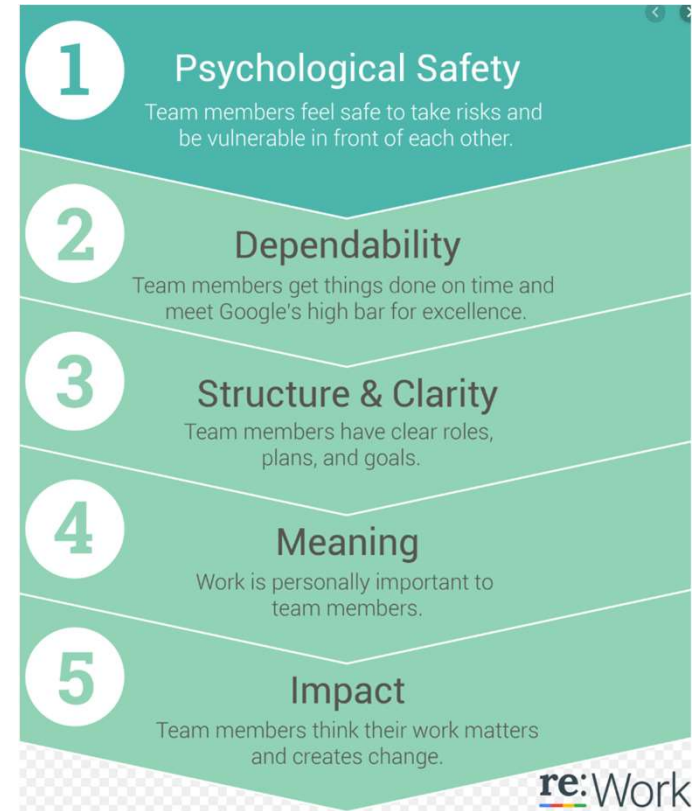 1
Psychological Safety
Team members feel safe to take risks and
be vulnerable in front of each other.
2
Dependability
Team members get things done on time and
meet Google's high bar for excellence.
3
Structure & Clarity
Team members have clear roles,
plans, and goals.
4
Meaning
Work is personally important to
team members.
5
Impact
Team members think their work matters
and creates change.
re:Work